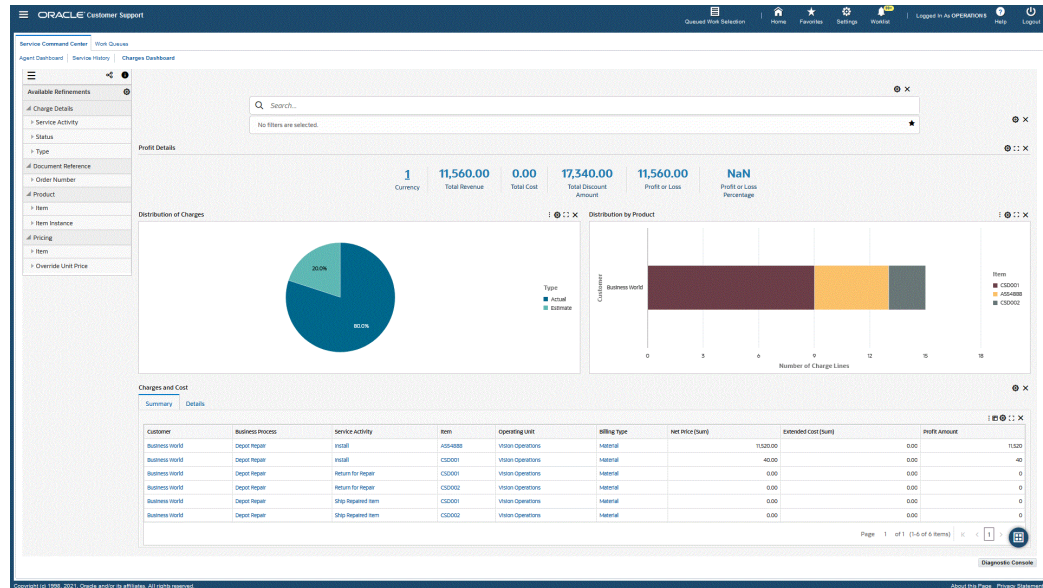 ORACLE Customer Support
Queued Work Selection
Home
Favorites
Settings
Worklist
Logged In As OPERATIONS
Help
Logout
Service Command Center
Work Queues
Agent Dashboard
Service History
Charges Dashboard
Available Refinements
Charge Details
Service Activity
Status
Type
Document Reference
Order Number
Product
Item
Item Instance
Pricing
Item
Override Unit Price
Search...
No filters are selected.
Profit Details
1 11,560.00 0.00 17,340.00 11,560.00 NaN
Currency Total Revenue Total Cost Total Discount Amount Profit or Loss Profit or Loss Percentage
Distribution of Charges
20.0%
80.0%
Type
Actual
Estimate
Distribution by Product
Customer
Business World
0 3 6 9 12 15 18
Number of Charge Lines
Item
CSD001
AS54888
CSD002
Charges and Cost
Summary Details
Customer Business Process Service Activity Item Operating Unit Billing Type Net Price (Sum) Extended Cost (Sum) Profit Amount
Business World Depot Repair Install AS54888 Vision Operations Material 11,520.00 0.00 11,520
Business World Depot Repair Install CSD001 Vision Operations Material 40.00 0.00 40
Business World Depot Repair Return for Repair CSD001 Vision Operations Material 0.00 0.00 0
Business World Depot Repair Return for Repair CSD002 Vision Operations Material 0.00 0.00 0
Business World Depot Repair Ship Repaired Item CSD001 Vision Operations Material 0.00 0.00 0
Business World Depot Repair Ship Repaired Item CSD002 Vision Operations Material 0.00 0.00 0
Page 1 of 1 (1-6 of 6 items) 1
Diagnostic Console
Copyright (c) 1998, 2021, Oracle and/or its affiliates. All rights reserved.
About this Page Privacy Statement